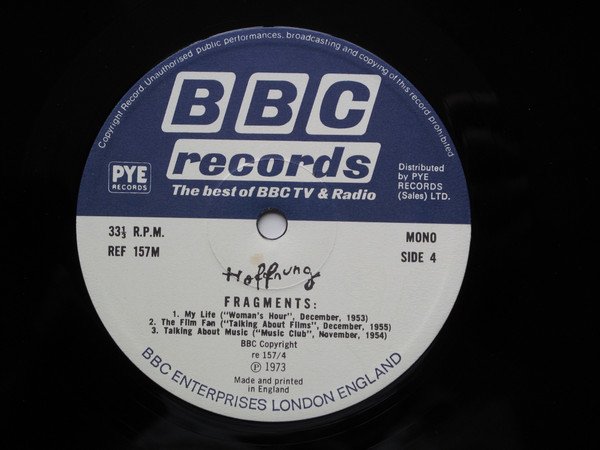 Copyright Record. Unauthorised public performances, broadcasting and copying of this record prohibited
BBC
records
The best of BBC TV & Radio
PYE
RECORDS
Distributed
by PYE
RECORDS
(Sales) LTD.
33⅓ R.P.M.
REF 157M
MONO
SIDE 4
Hoffnung
FRAGMENTS:
1. My Life ("Woman's Hour", December, 1953)
2. The Film Fan ("Talking About Films", December, 1955)
3. Talking About Music ("Music Club", November, 1954)
BBC Copyright
re 157/4
Ⓟ 1973
Made and printed
in England
BBC ENTERPRISES LONDON ENGLAND